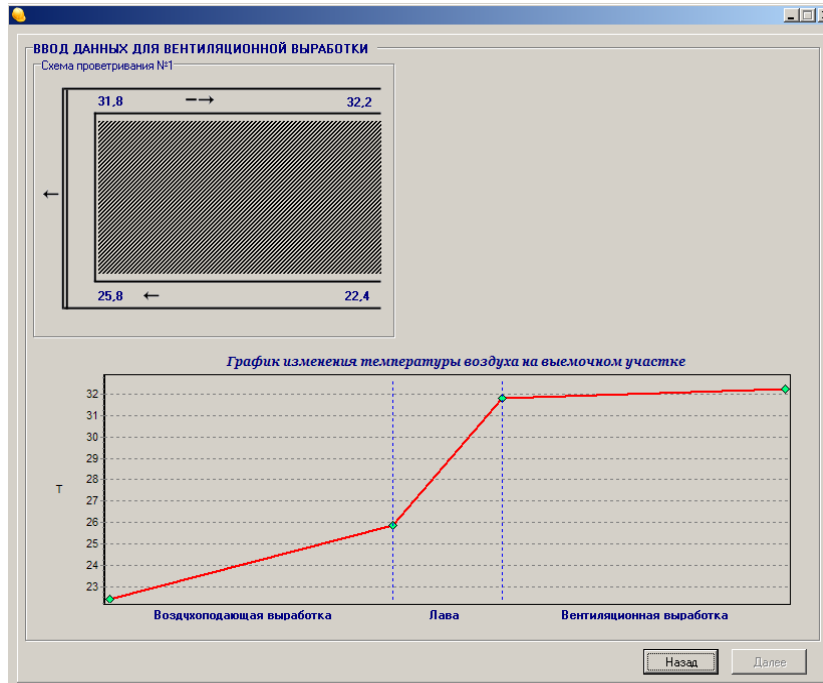 ВВОД ДАННЫХ ДЛЯ ВЕНТИЛЯЦИОННОЙ ВЫРАБОТКИ
Схема проветривания №1
31,8 → 32,2
←
25,8 ← 22,4
График изменения температуры воздуха на выемочном участке
32
31
30
29
28
T
27
26
25
24
23
Воздухоподающая выработка Лава Вентиляционная выработка
Назад Далее